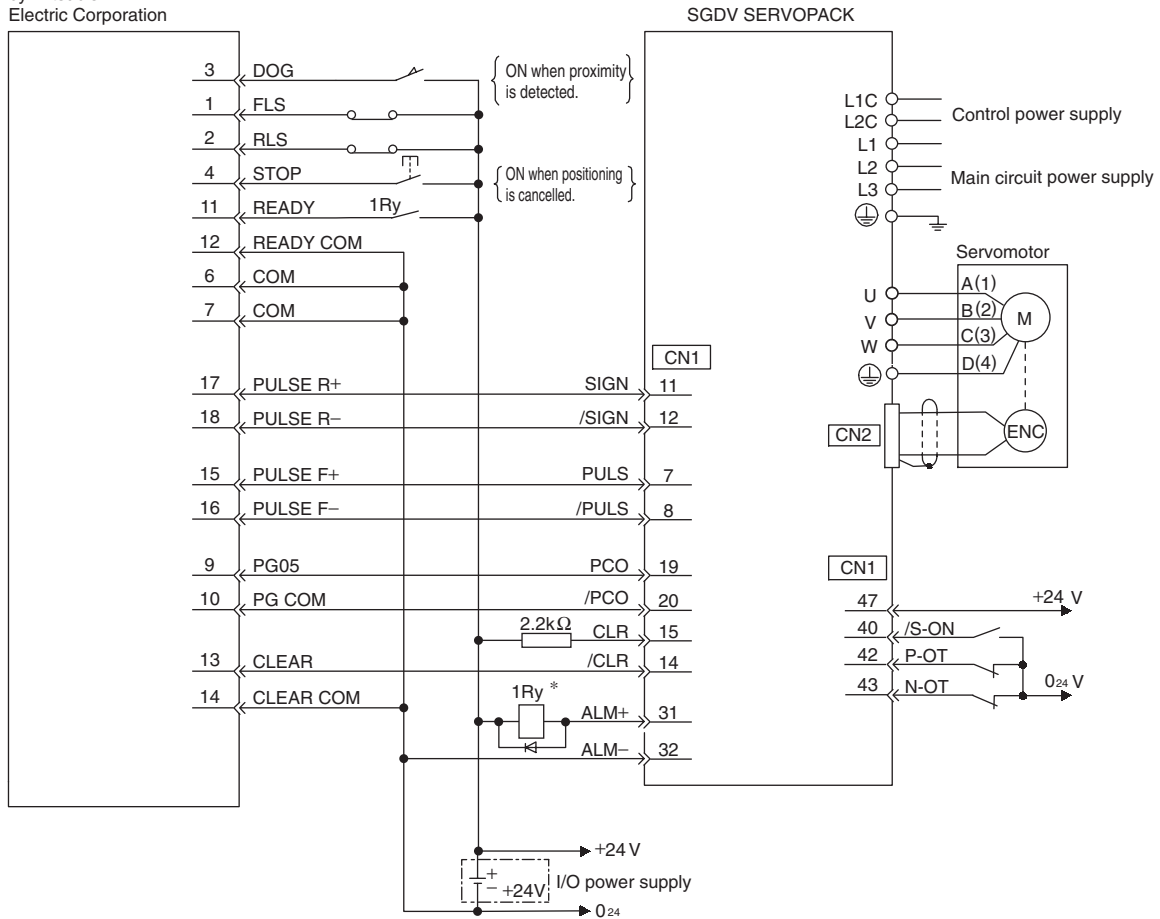 Electric Corporation
SGDV SERVOPACK
3 DOG
ON when proximity
is detected.
1 FLS
2 RLS
4 STOP
ON when positioning
is cancelled.
11 READY 1Ry
12 READY COM
6 COM
7 COM
L1C
L2C
Control power supply
L1
L2
L3
Main circuit power supply
Servomotor
U A(1)
V B(2)
W C(3)
D(4)
M
CN2
ENC
CN1
17 PULSE R+ SIGN 11
18 PULSE R− /SIGN 12
15 PULSE F+ PULS 7
16 PULSE F− /PULS 8
9 PG05 PCO 19
10 PG COM /PCO 20
2.2kΩ CLR 15
13 CLEAR /CLR 14
14 CLEAR COM
1Ry *
ALM+ 31
ALM− 32
CN1
47 +24 V
40 /S-ON
42 P-OT
43 N-OT
024 V
+24 V
+
− +24V
I/O power supply
024